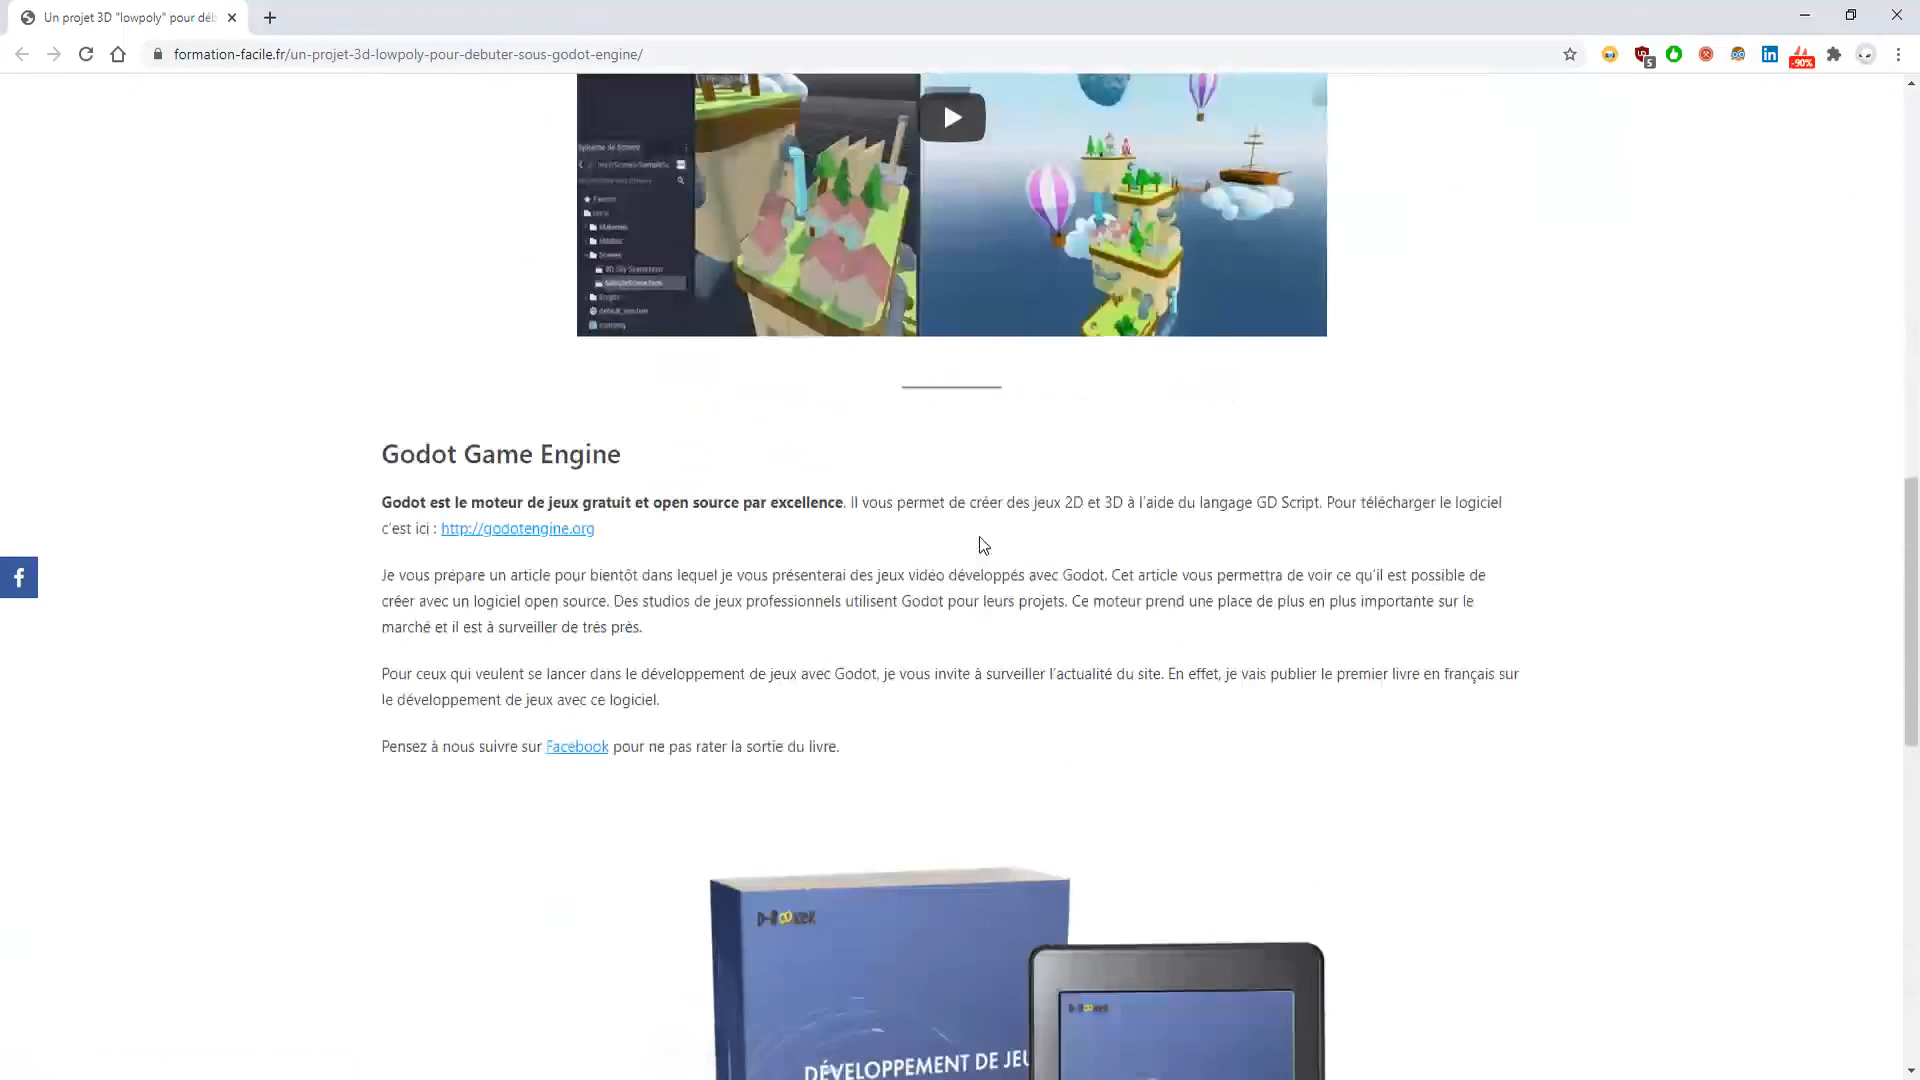 Un projet 3D "lowpoly" pour déb
formation-facile.fr/un-projet-3d-lowpoly-pour-debuter-sous-godot-engine/
5
-90%
Godot Game Engine
Godot est le moteur de jeux gratuit et open source par excellence. Il vous permet de créer des jeux 2D et 3D à l'aide du langage GD Script. Pour télécharger le logiciel
c'est ici : http://godotengine.org
Je vous prépare un article pour bientôt dans lequel je vous présenterai des jeux vidéo développés avec Godot. Cet article vous permettra de voir ce qu'il est possible de
créer avec un logiciel open source. Des studios de jeux professionnels utilisent Godot pour leurs projets. Ce moteur prend une place de plus en plus importante sur le
marché et il est à surveiller de très près.
Pour ceux qui veulent se lancer dans le développement de jeux avec Godot, je vous invite à surveiller l'actualité du site. En effet, je vais publier le premier livre en français sur
le développement de jeux avec ce logiciel.
Pensez à nous suivre sur Facebook pour ne pas rater la sortie du livre.
DÉVELOPPEMENT DE JEU